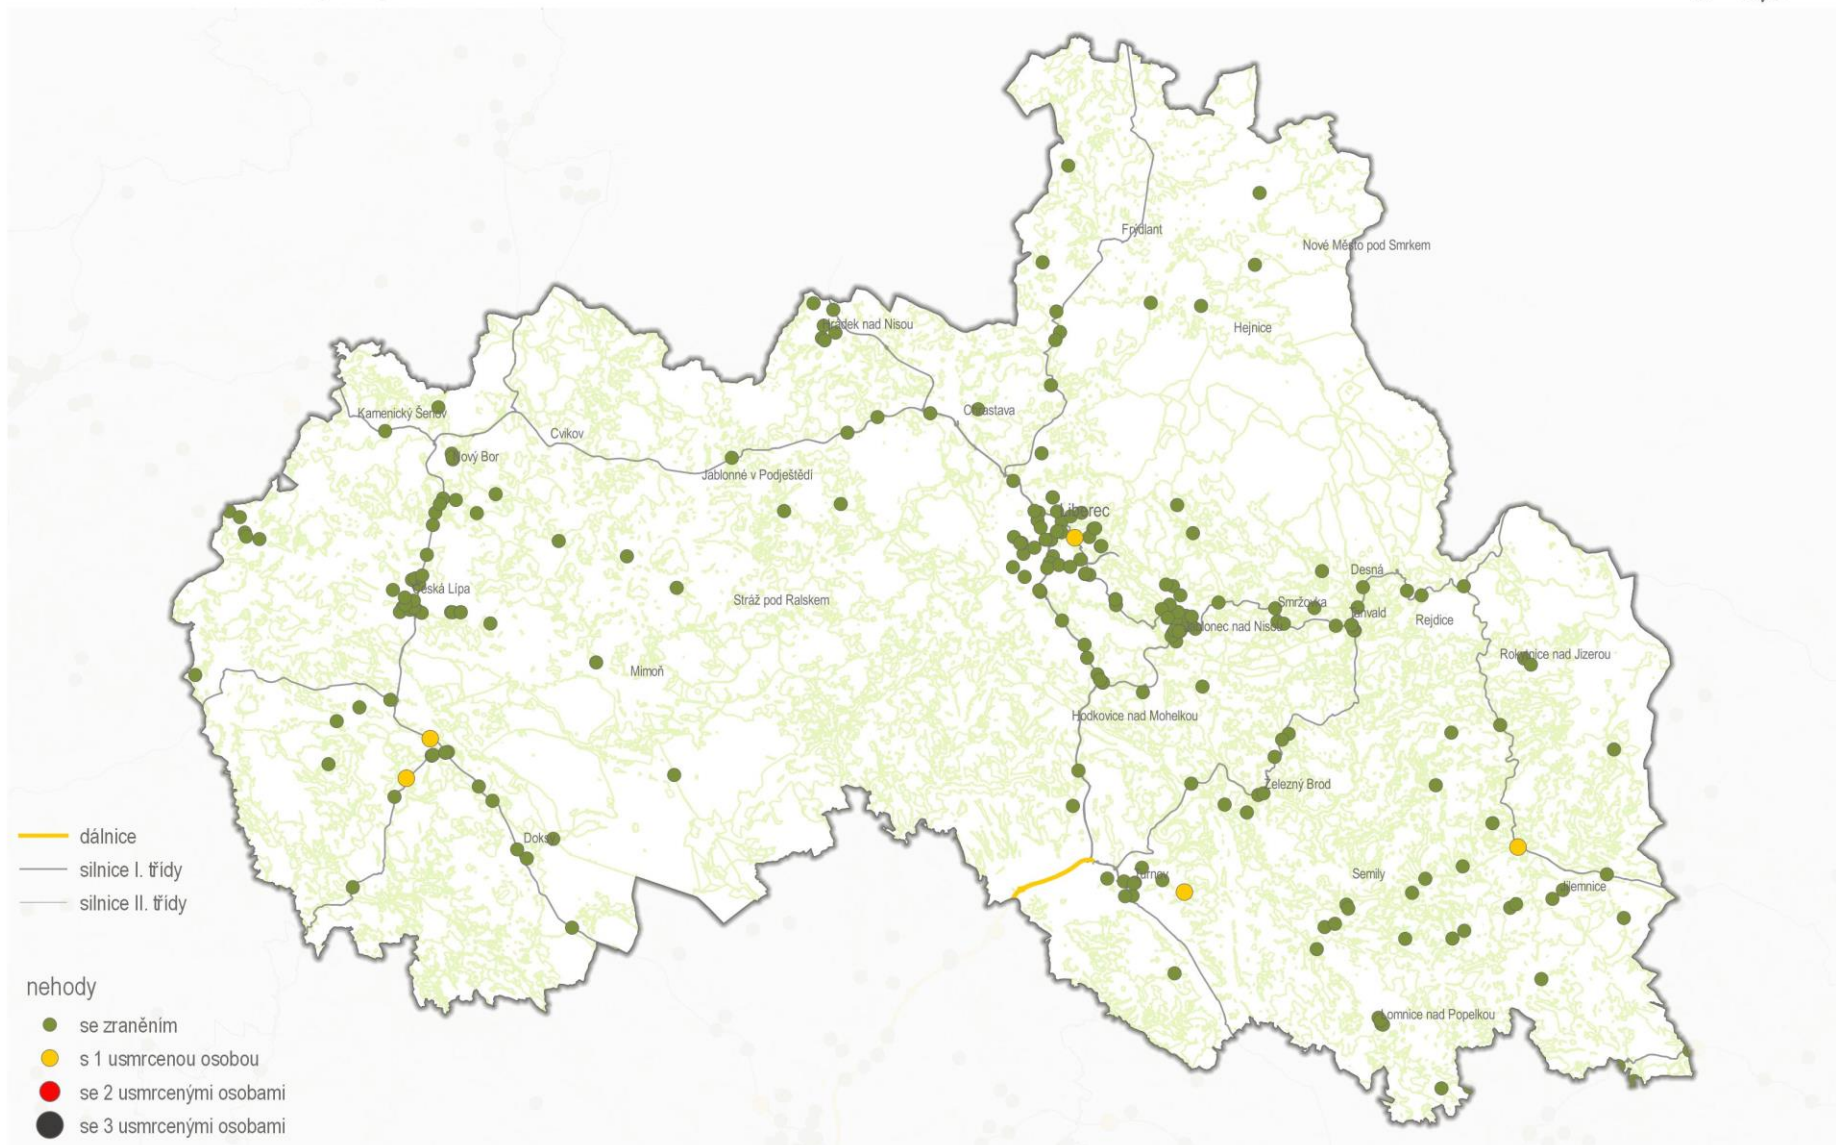 Frýdlant
Nové Město pod Smrkem
Hrádek nad Nisou
Hejnice
Kamenický Šenov
Chrastava
Cvikov
Nový Bor
Jablonné v Podještědí
Liberec
Desná
Česká Lípa
Stráž pod Ralskem
Smržovka
Tanvald
Rejdice
Jablonec nad Nisou
Rokytnice nad Jizerou
Mimoň
Hodkovice nad Mohelkou
Železný Brod
Doksy
Turnov
Semily
Jilemnice
Lomnice nad Popelkou
dálnice
silnice I. třídy
silnice II. třídy
nehody
se zraněním
s 1 usmrcenou osobou
se 2 usmrcenými osobami
se 3 usmrcenými osobami